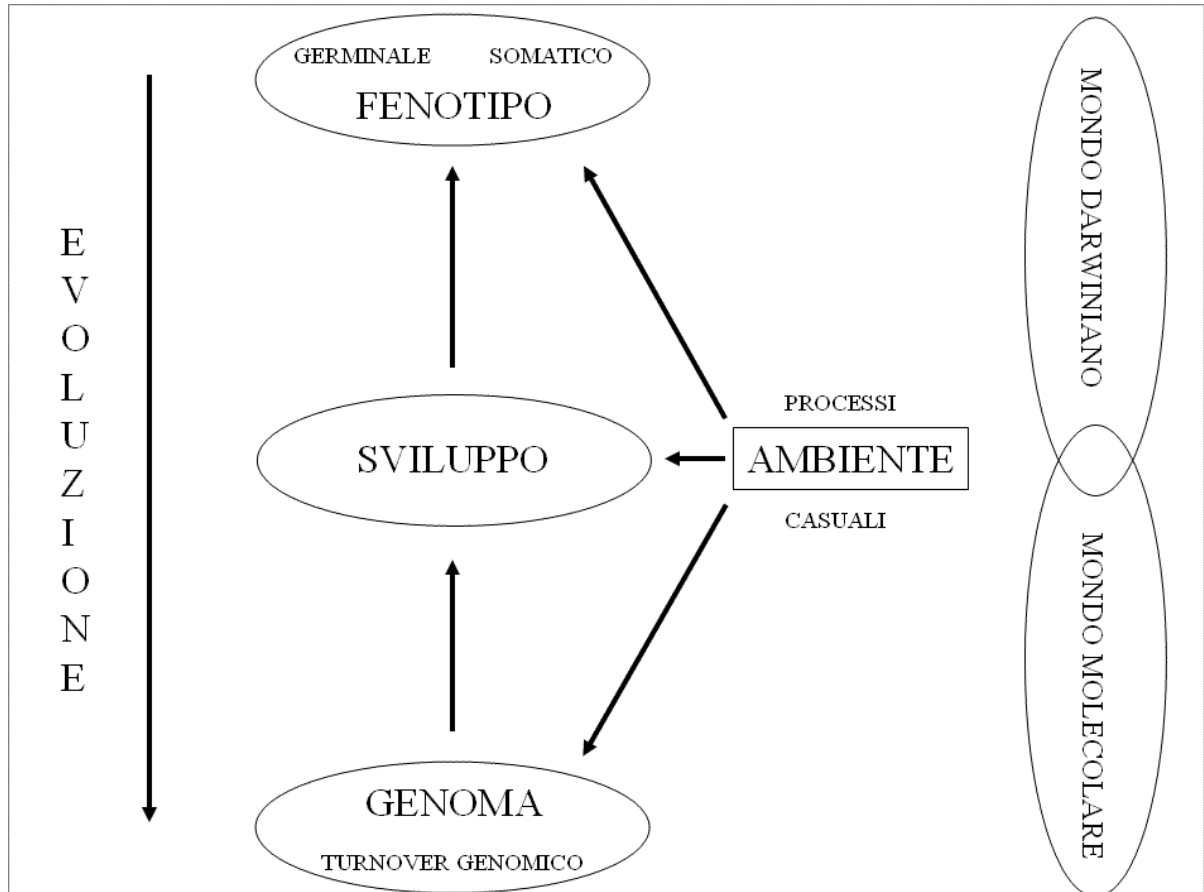 GERMINALE SOMATICO
FENOTIPO
EVOLUZIONE
SVILUPPO
PROCESSI
AMBIENTE
CASUALI
GENOMA
TURNOVER GENOMICO
MONDO DARWINIANO
MONDO MOLECOLARE